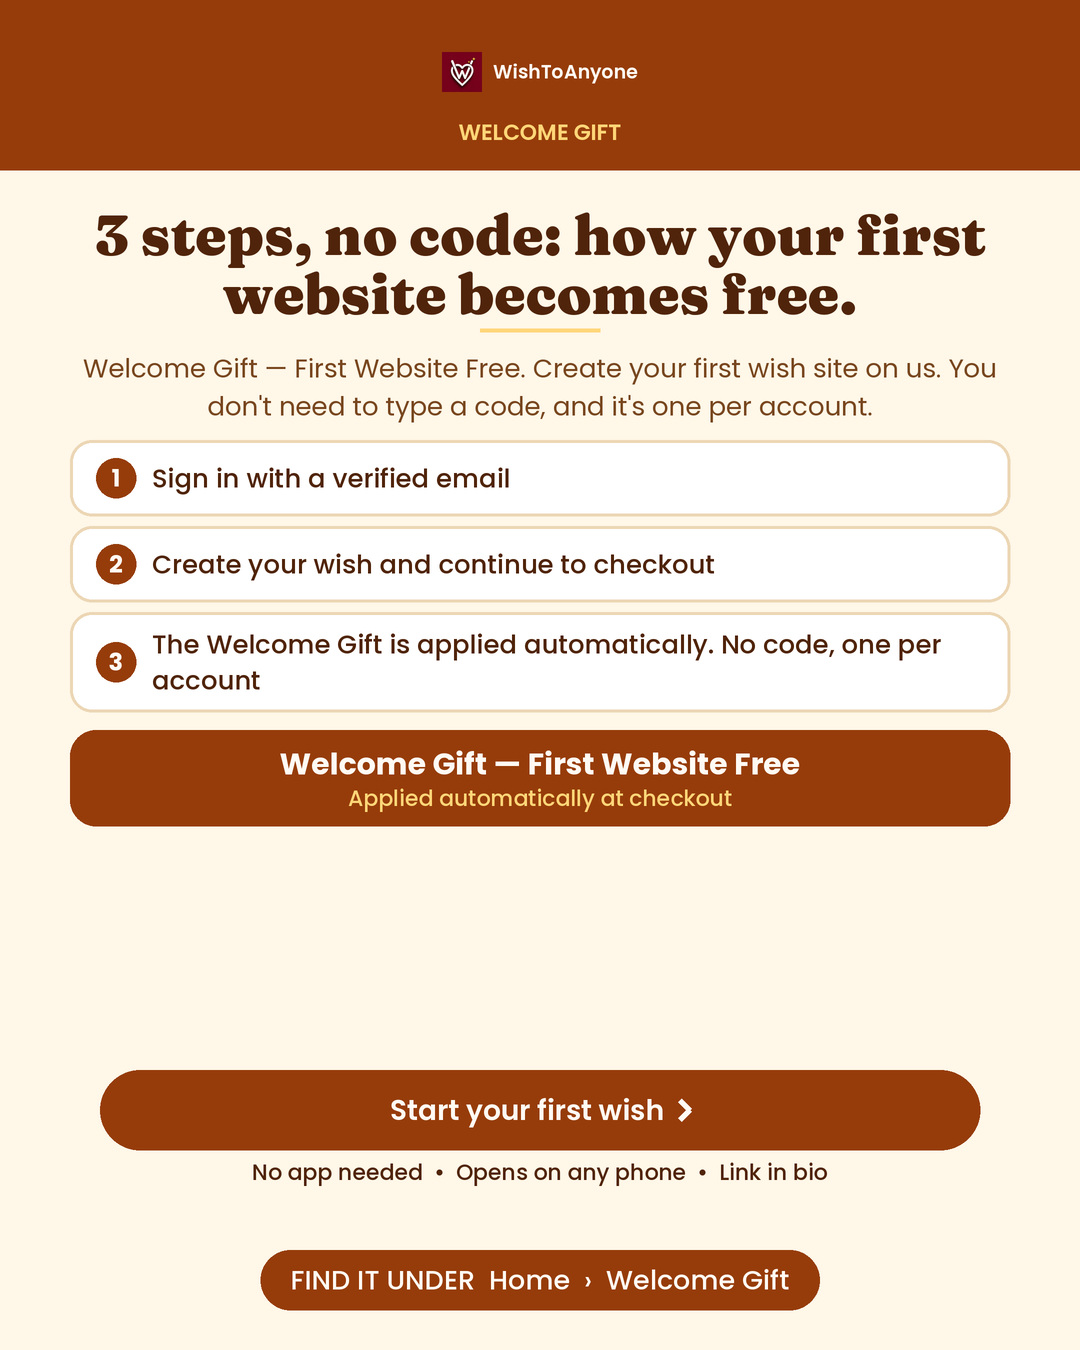 WishToAnyone
WELCOME GIFT
3 steps, no code: how your first
website becomes free.
Welcome Gift — First Website Free. Create your first wish site on us. You
don't need to type a code, and it's one per account.
1 Sign in with a verified email
2 Create your wish and continue to checkout
3 The Welcome Gift is applied automatically. No code, one per
account
Welcome Gift — First Website Free
Applied automatically at checkout
Start your first wish ›
No app needed • Opens on any phone • Link in bio
FIND IT UNDER Home › Welcome Gift